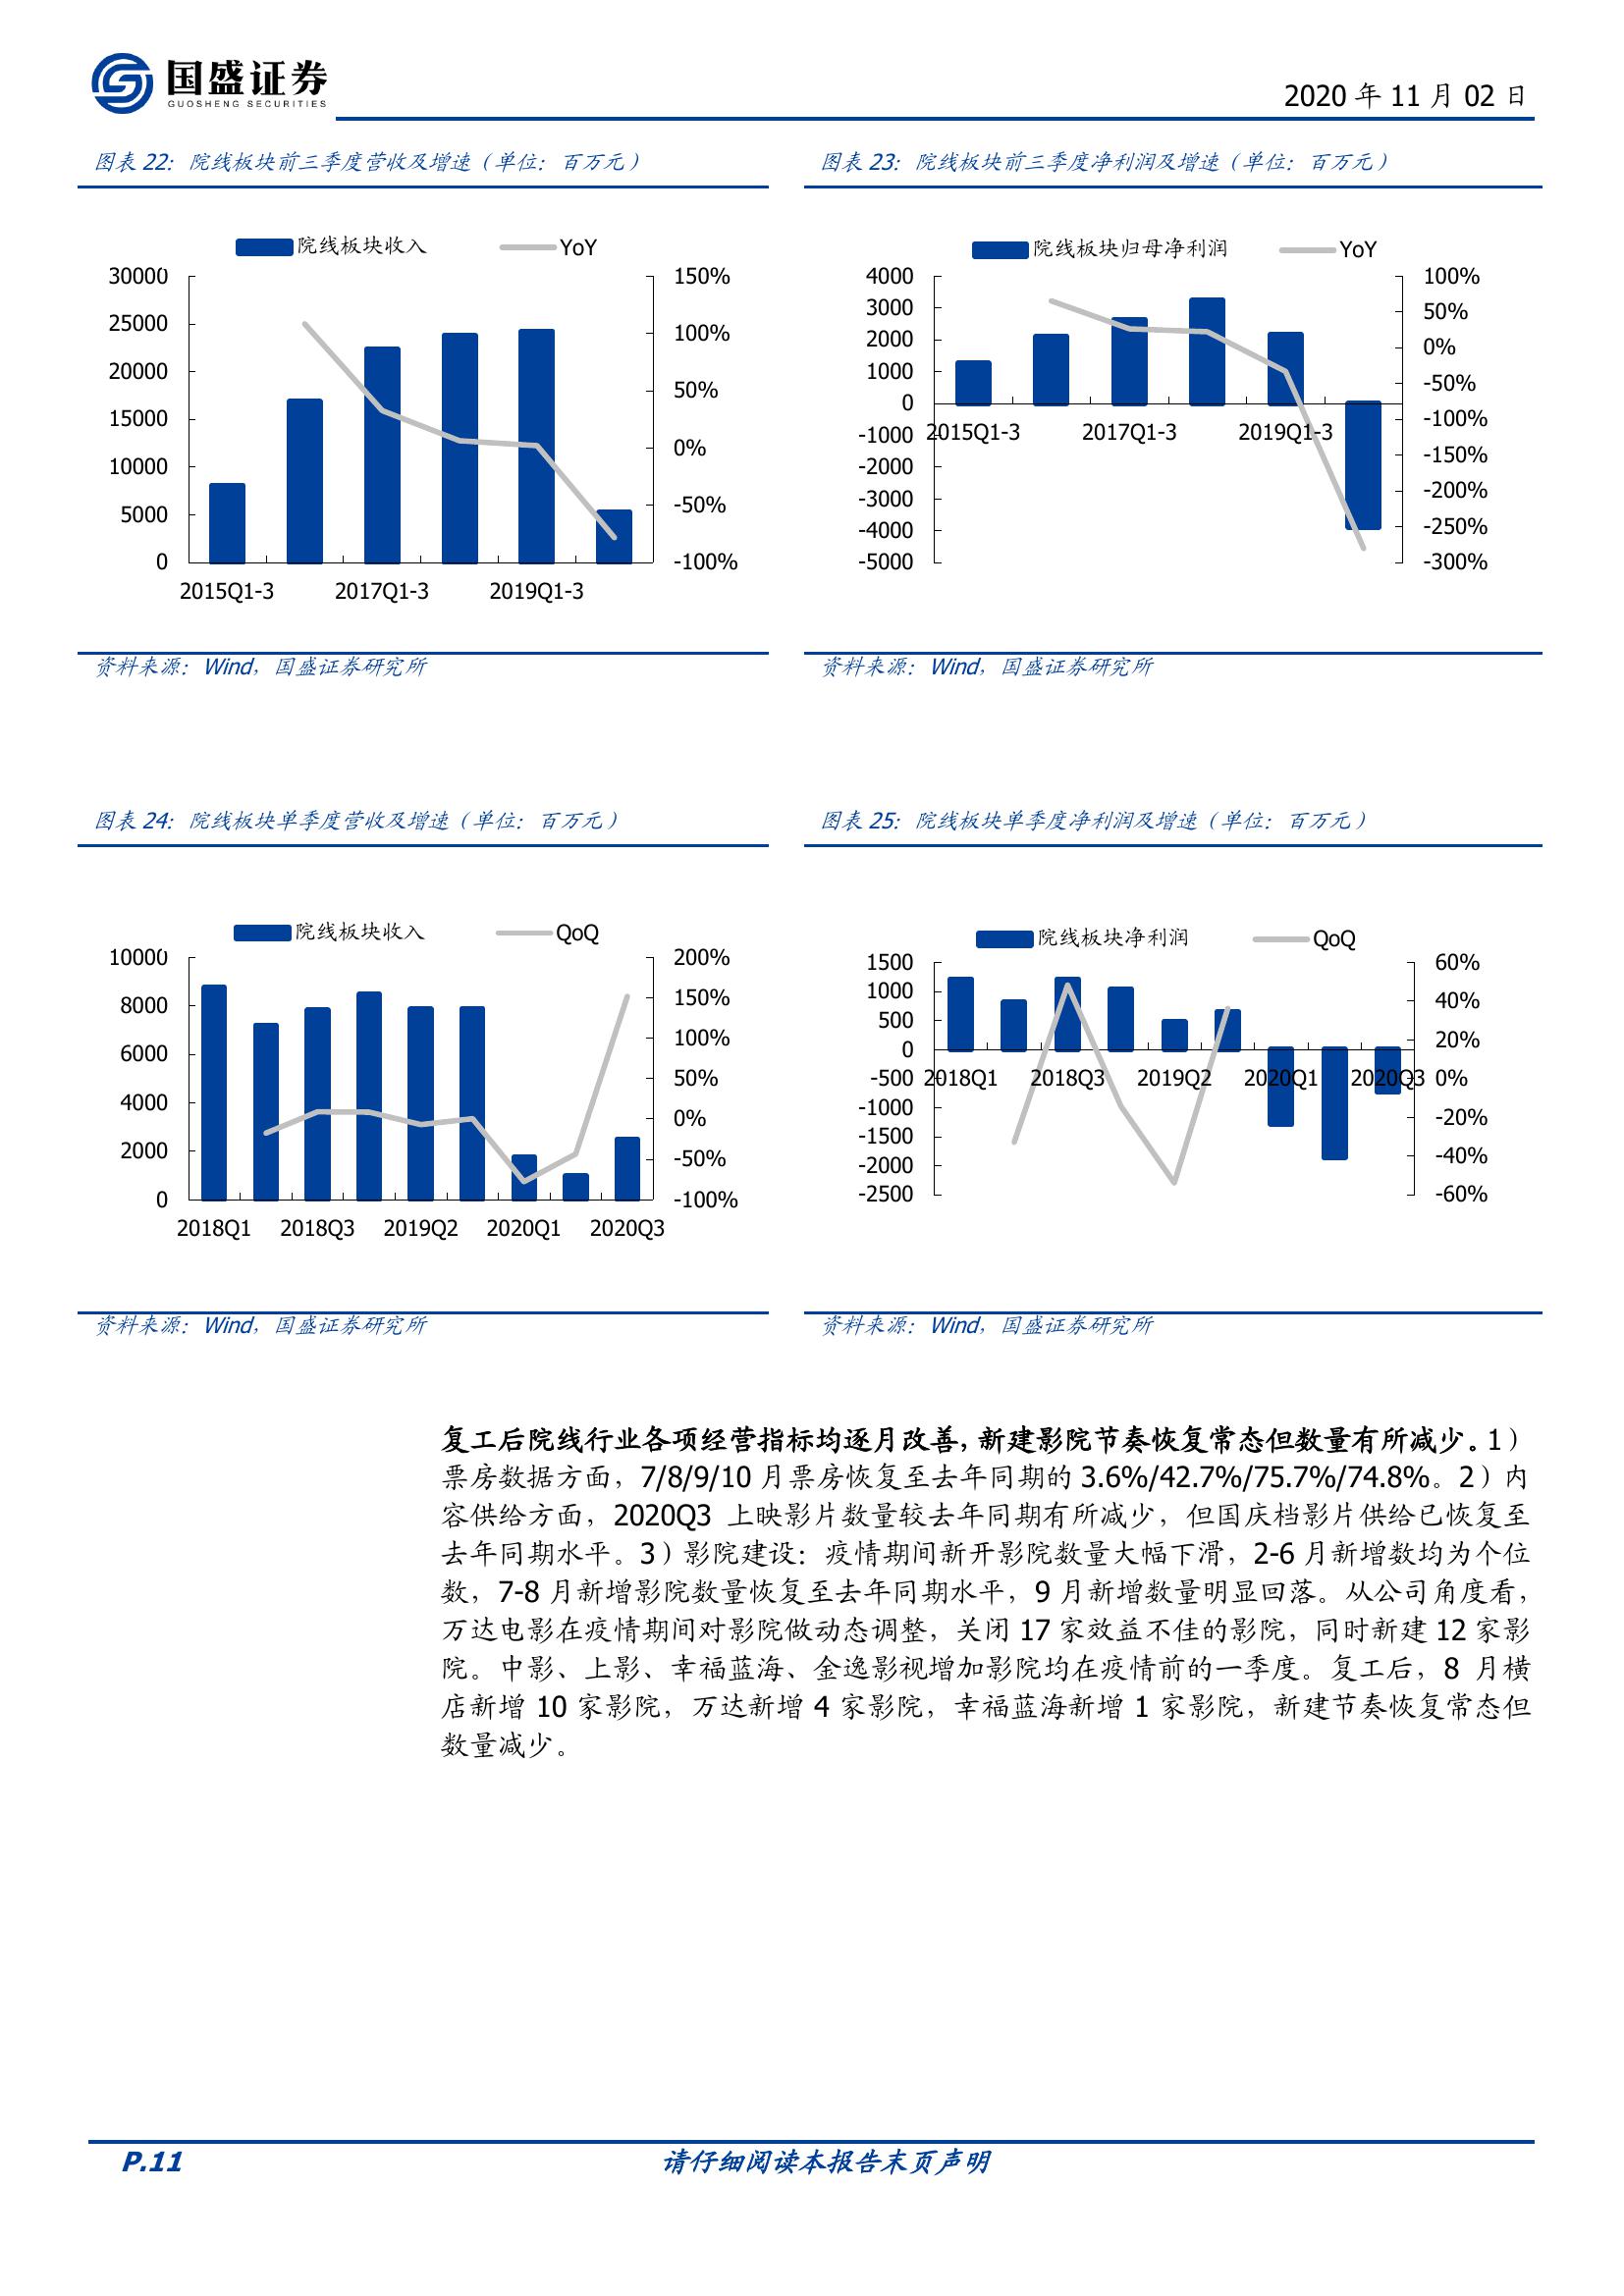 国盛证券
GUOSHENG SECURITIES
2020 年 11 月 02 日
图表 22：院线板块前三季度营收及增速（单位：百万元）
院线板块收入 YoY
30000
25000
20000
15000
10000
5000
0
150%
100%
50%
0%
-50%
-100%
2015Q1-3 2017Q1-3 2019Q1-3
资料来源：Wind，国盛证券研究所
图表 23：院线板块前三季度净利润及增速（单位：百万元）
院线板块归母净利润 YoY
4000
3000
2000
1000
0
-1000
-2000
-3000
-4000
-5000
100%
50%
0%
-50%
-100%
-150%
-200%
-250%
-300%
2015Q1-3 2017Q1-3 2019Q1-3
资料来源：Wind，国盛证券研究所
图表 24：院线板块单季度营收及增速（单位：百万元）
院线板块收入 QoQ
10000
8000
6000
4000
2000
0
200%
150%
100%
50%
0%
-50%
-100%
2018Q1 2018Q3 2019Q2 2020Q1 2020Q3
资料来源：Wind，国盛证券研究所
图表 25：院线板块单季度净利润及增速（单位：百万元）
院线板块净利润 QoQ
1500
1000
500
0
-500
-1000
-1500
-2000
-2500
60%
40%
20%
0%
-20%
-40%
-60%
2018Q1 2018Q3 2019Q2 2020Q1 2020Q3
资料来源：Wind，国盛证券研究所
复工后院线行业各项经营指标均逐月改善，新建影院节奏恢复常态但数量有所减少。1）
票房数据方面，7/8/9/10 月票房恢复至去年同期的 3.6%/42.7%/75.7%/74.8%。2）内
容供给方面，2020Q3 上映影片数量较去年同期有所减少，但国庆档影片供给已恢复至
去年同期水平。3）影院建设：疫情期间新开影院数量大幅下滑，2-6 月新增数均为个位
数，7-8 月新增影院数量恢复至去年同期水平，9 月新增数量明显回落。从公司角度看，
万达电影在疫情期间对影院做动态调整，关闭 17 家效益不佳的影院，同时新建 12 家影
院。中影、上影、幸福蓝海、金逸影视增加影院均在疫情前的一季度。复工后，8 月横
店新增 10 家影院，万达新增 4 家影院，幸福蓝海新增 1 家影院，新建节奏恢复常态但
数量减少。
P.11
请仔细阅读本报告末页声明